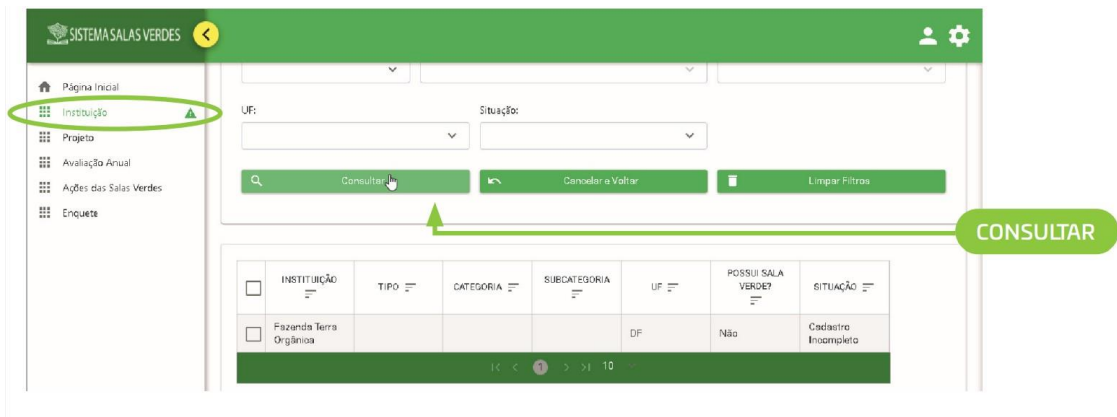 SISTEMA SALAS VERDES
Página Inicial
Instituição
Projeto
Avaliação Anual
Ações das Salas Verdes
Enquete
UF:
Situação:
Consultar
Cancelar e Voltar
Limpar Filtros
CONSULTAR
INSTITUIÇÃO
TIPO
CATEGORIA
SUBCATEGORIA
UF
POSSUI SALA
VERDE?
SITUAÇÃO
Fazenda Terra
Orgânica
DF
Não
Cadastro
Incompleto
1
10